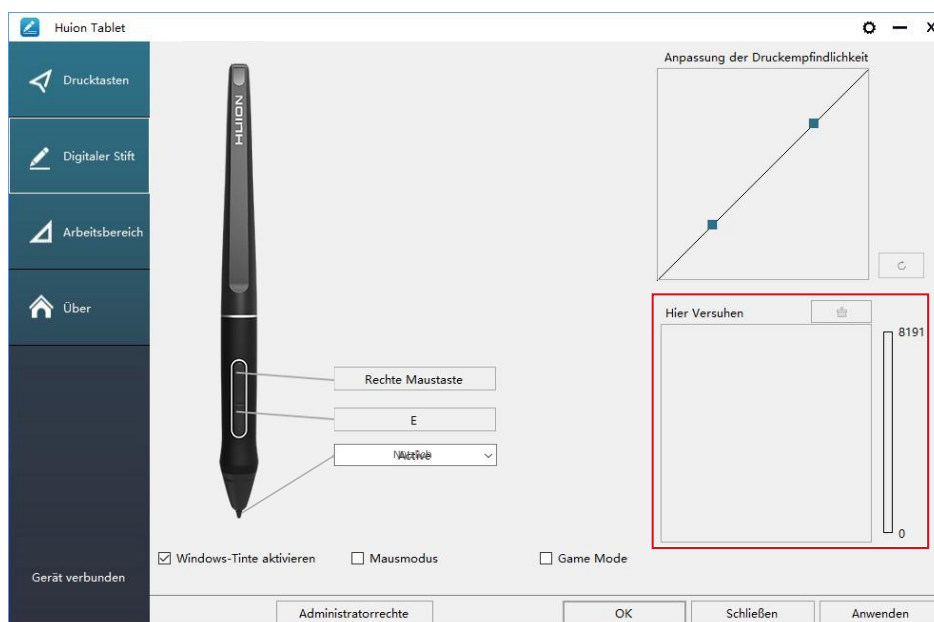 Huion Tablet
Drucktasten
Digitaler Stift
Arbeitsbereich
Über
Gerät verbunden
HUION
Rechte Maustaste
E
Active
Windows-Tinte aktivieren
Mausmodus
Game Mode
Anpassung der Druckempfindlichkeit
Hier Versuhen
8191
0
Administratorrechte
OK
Schließen
Anwenden